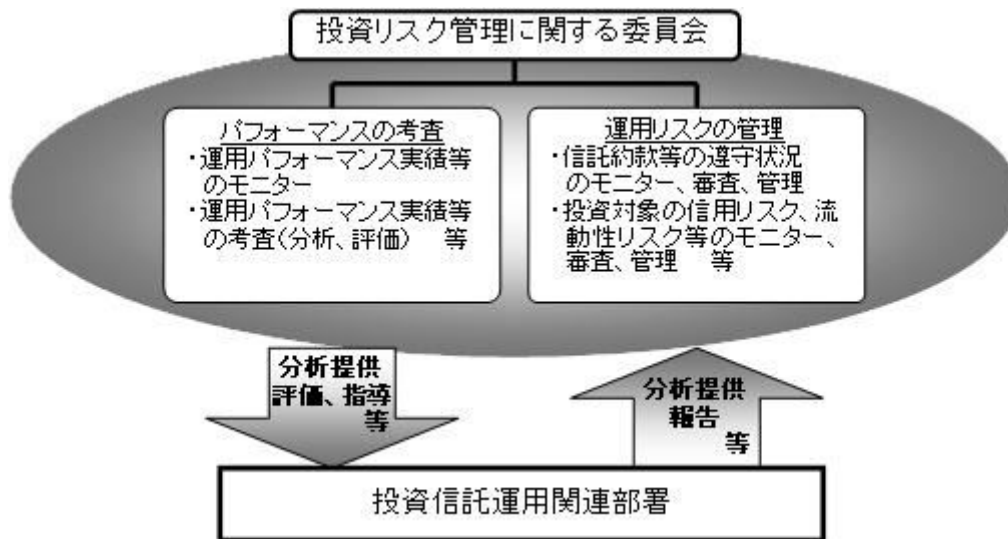 投資リスク管理に関する委員会
パフォーマンスの考査
・運用パフォーマンス実績等
のモニター
・運用パフォーマンス実績等
の考査(分析、評価) 等
運用リスクの管理
・信託約款等の遵守状況
のモニター、審査、管理
・投資対象の信用リスク、流
動性リスク等のモニター、
審査、管理 等
分析提供
評価、指導
等
分析提供
報告
等
投資信託運用関連部署